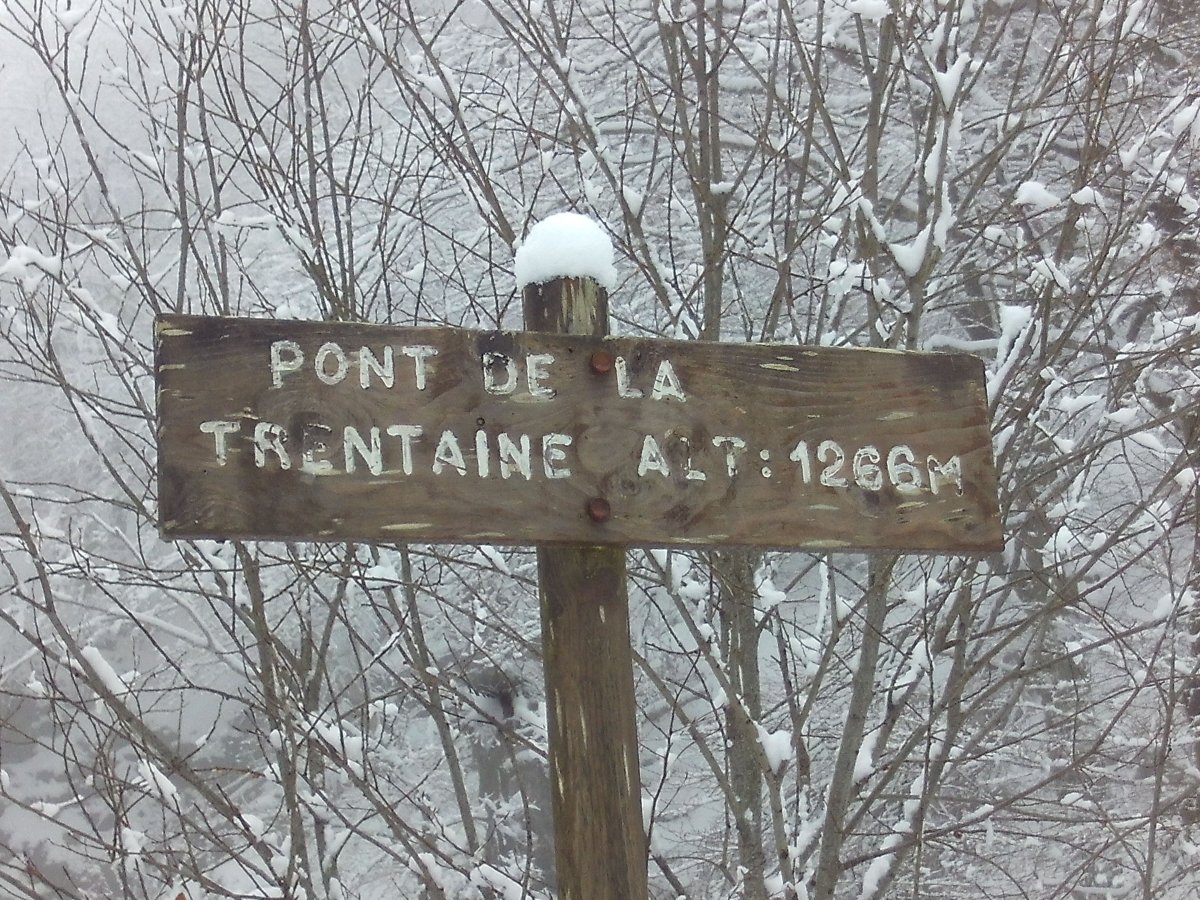 PONT DE LA
TRENTAINE ALT: 1266M